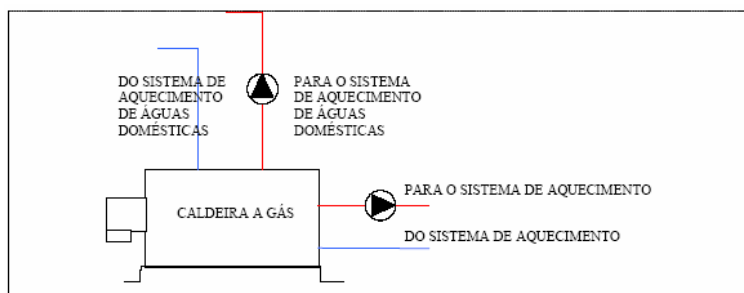 DO SISTEMA DE
AQUECIMENTO
DE ÁGUAS
DOMÉSTICAS
PARA O SISTEMA
DE AQUECIMENTO
DE ÁGUAS
DOMÉSTICAS
CALDEIRA A GÁS
PARA O SISTEMA DE AQUECIMENTO
DO SISTEMA DE AQUECIMENTO